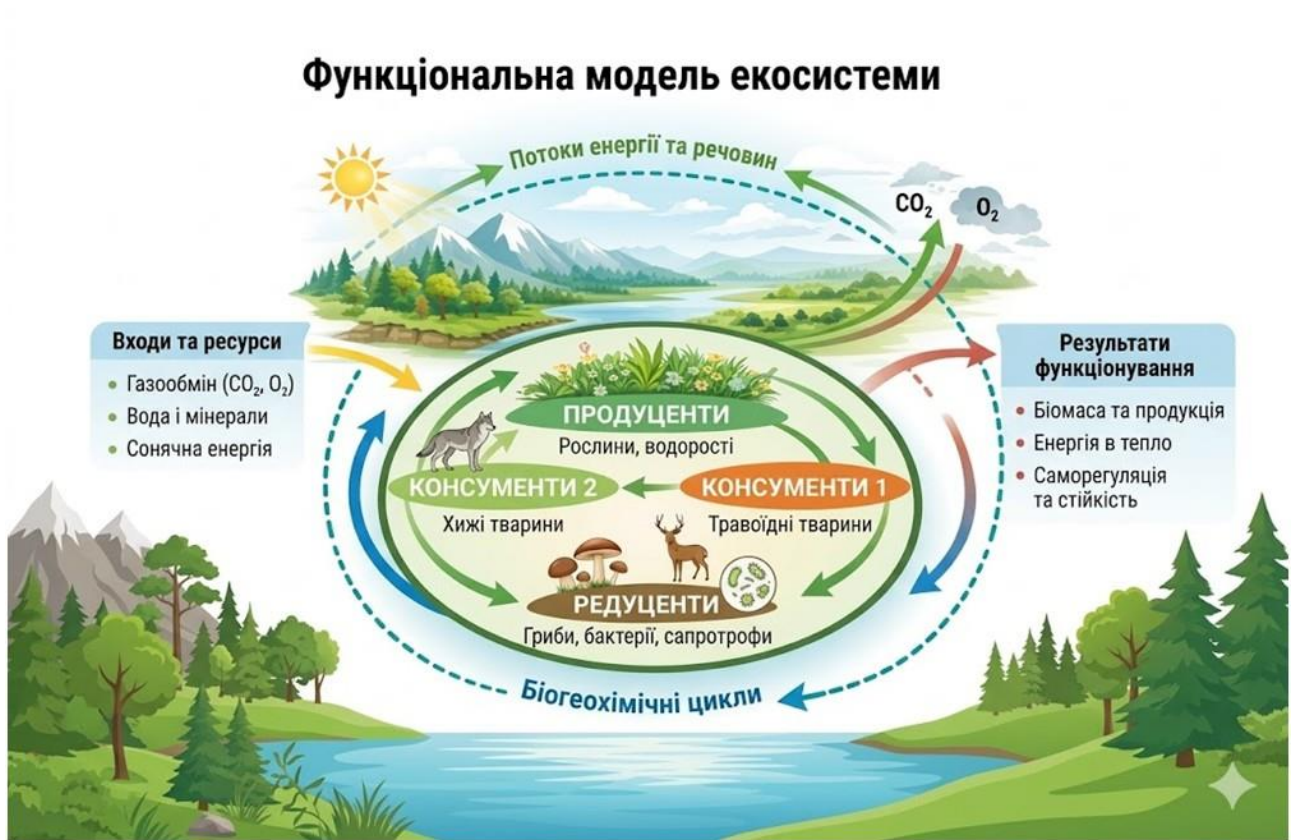 Функціональна модель екосистеми
Потоки енергії та речовин
CO₂
O₂
Входи та ресурси
• Газообмін (CO₂, O₂)
• Вода і мінерали
• Сонячна енергія
Результати
функціонування
• Біомаса та продукція
• Енергія в тепло
• Саморегуляція
та стійкість
ПРОДУЦЕНТИ
Рослини, водорості
КОНСУМЕНТИ 2
Хижі тварини
КОНСУМЕНТИ 1
Травоїдні тварини
РЕДУЦЕНТИ
Гриби, бактерії, сапротрофи
Біогеохімічні цикли